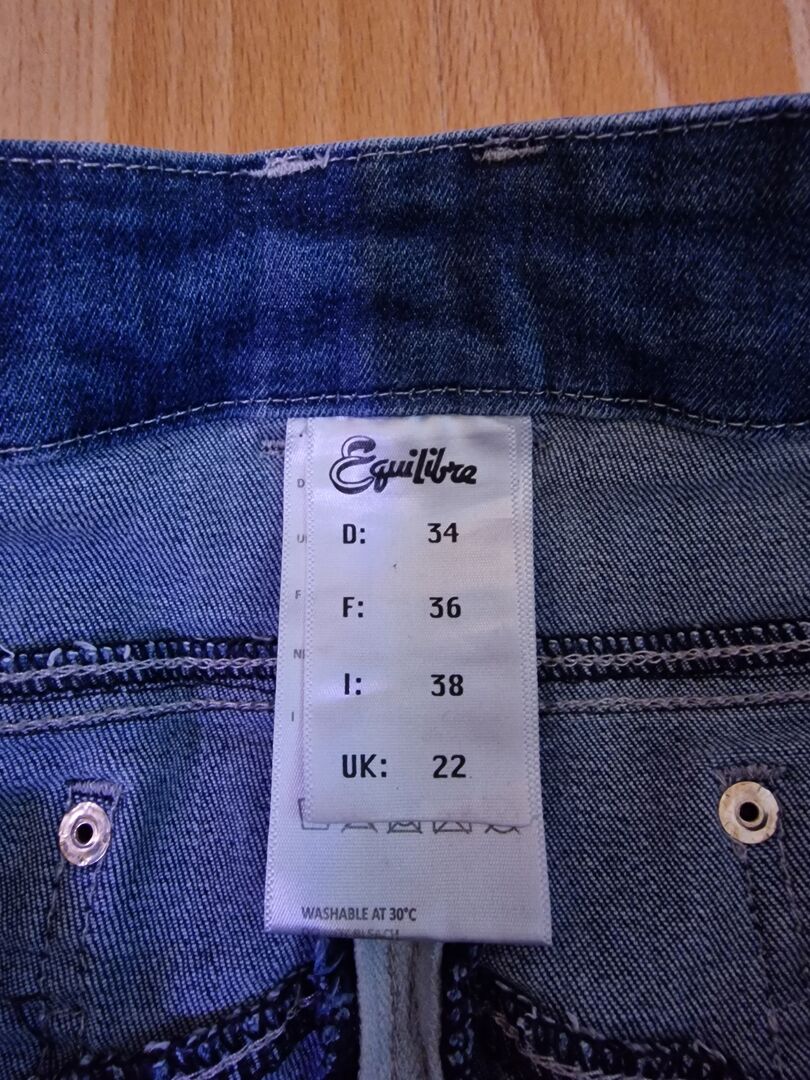 Equilibre
D: 34
F: 36
I: 38
UK: 22
D
U
F
I
WASHABLE AT 30°C